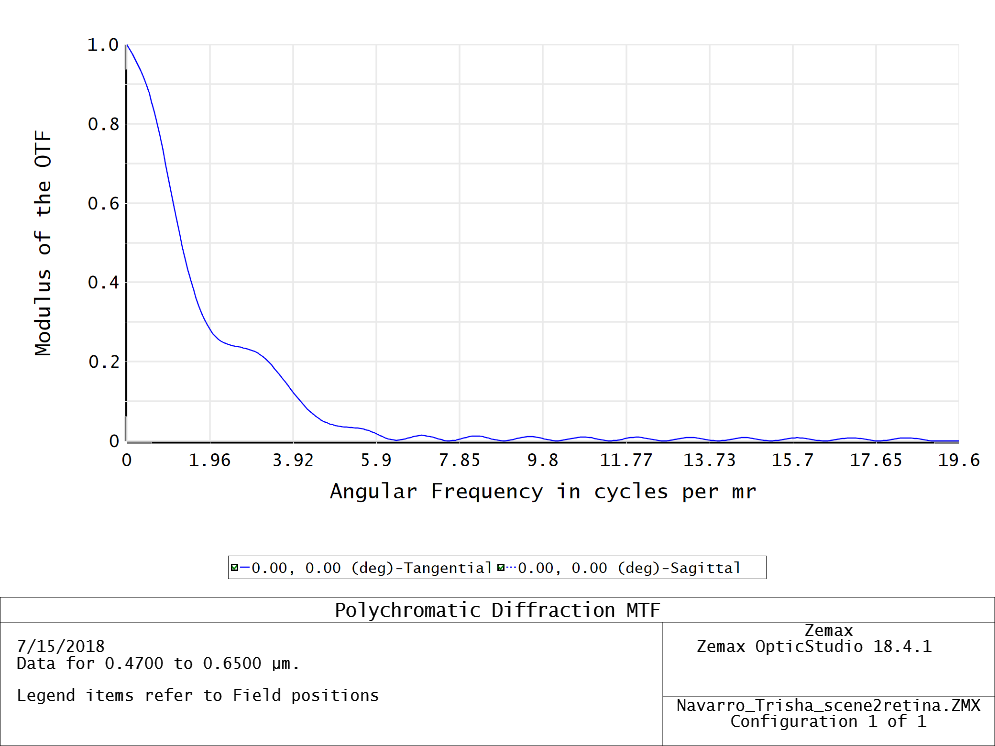 1.0
0.8
0.6
0.4
0.2
0
Modulus of the OTF
0 1.96 3.92 5.9 7.85 9.8 11.77 13.73 15.7 17.65 19.6
Angular Frequency in cycles per mr
0.00, 0.00 (deg)-Tangential 0.00, 0.00 (deg)-Sagittal
Polychromatic Diffraction MTF
7/15/2018
Data for 0.4700 to 0.6500 µm.
Legend items refer to Field positions
Zemax
Zemax OpticStudio 18.4.1
Navarro_Trisha_scene2retina.ZMX
Configuration 1 of 1